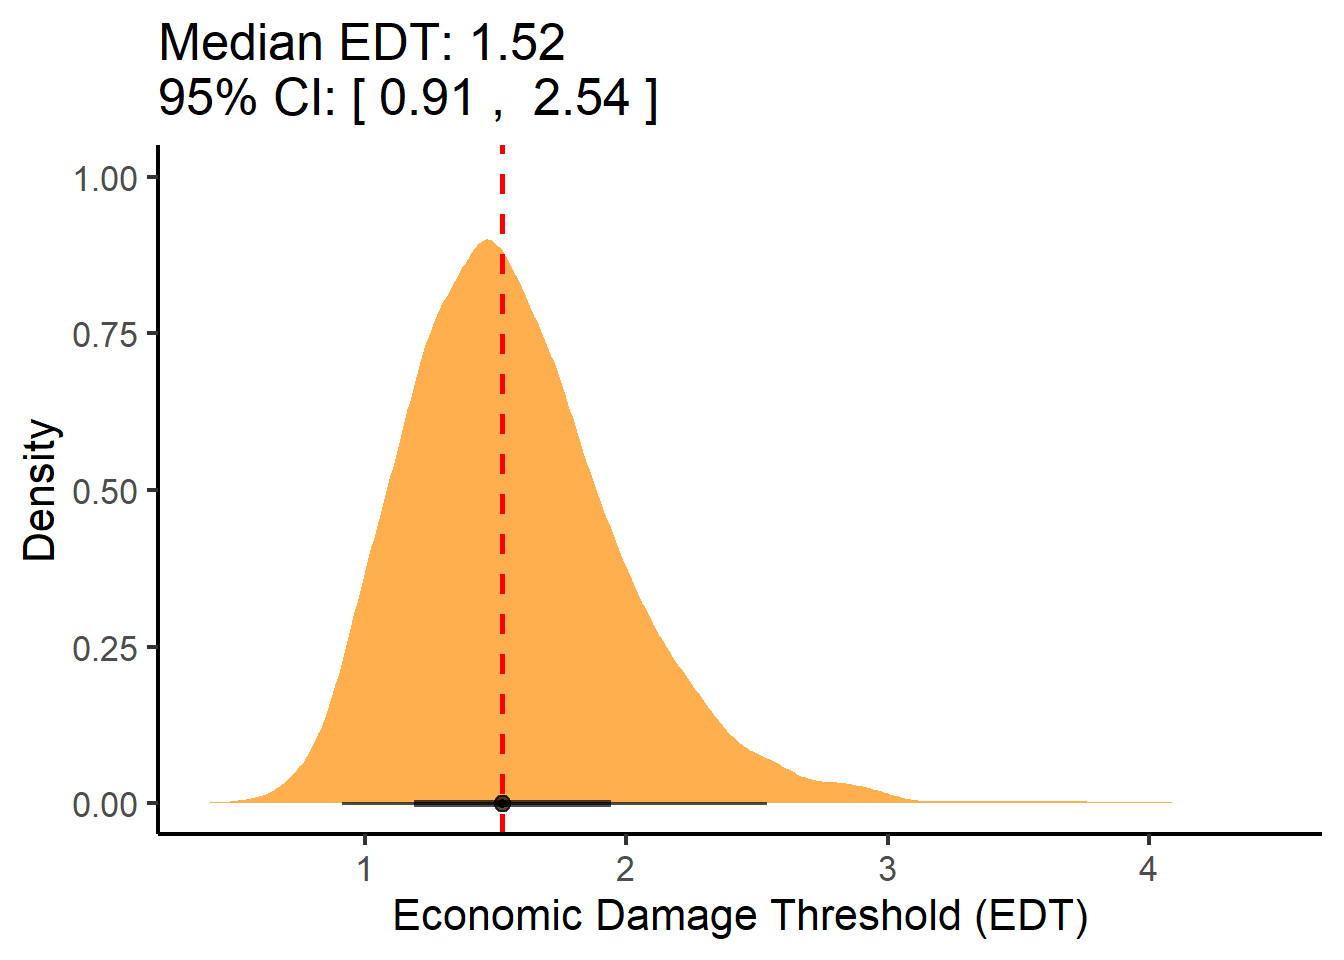 Median EDT: 1.52
95% CI: [ 0.91 ,  2.54 ]
1.00
0.75
0.50
0.25
0.00
Density
1
2
3
4
Economic Damage Threshold (EDT)